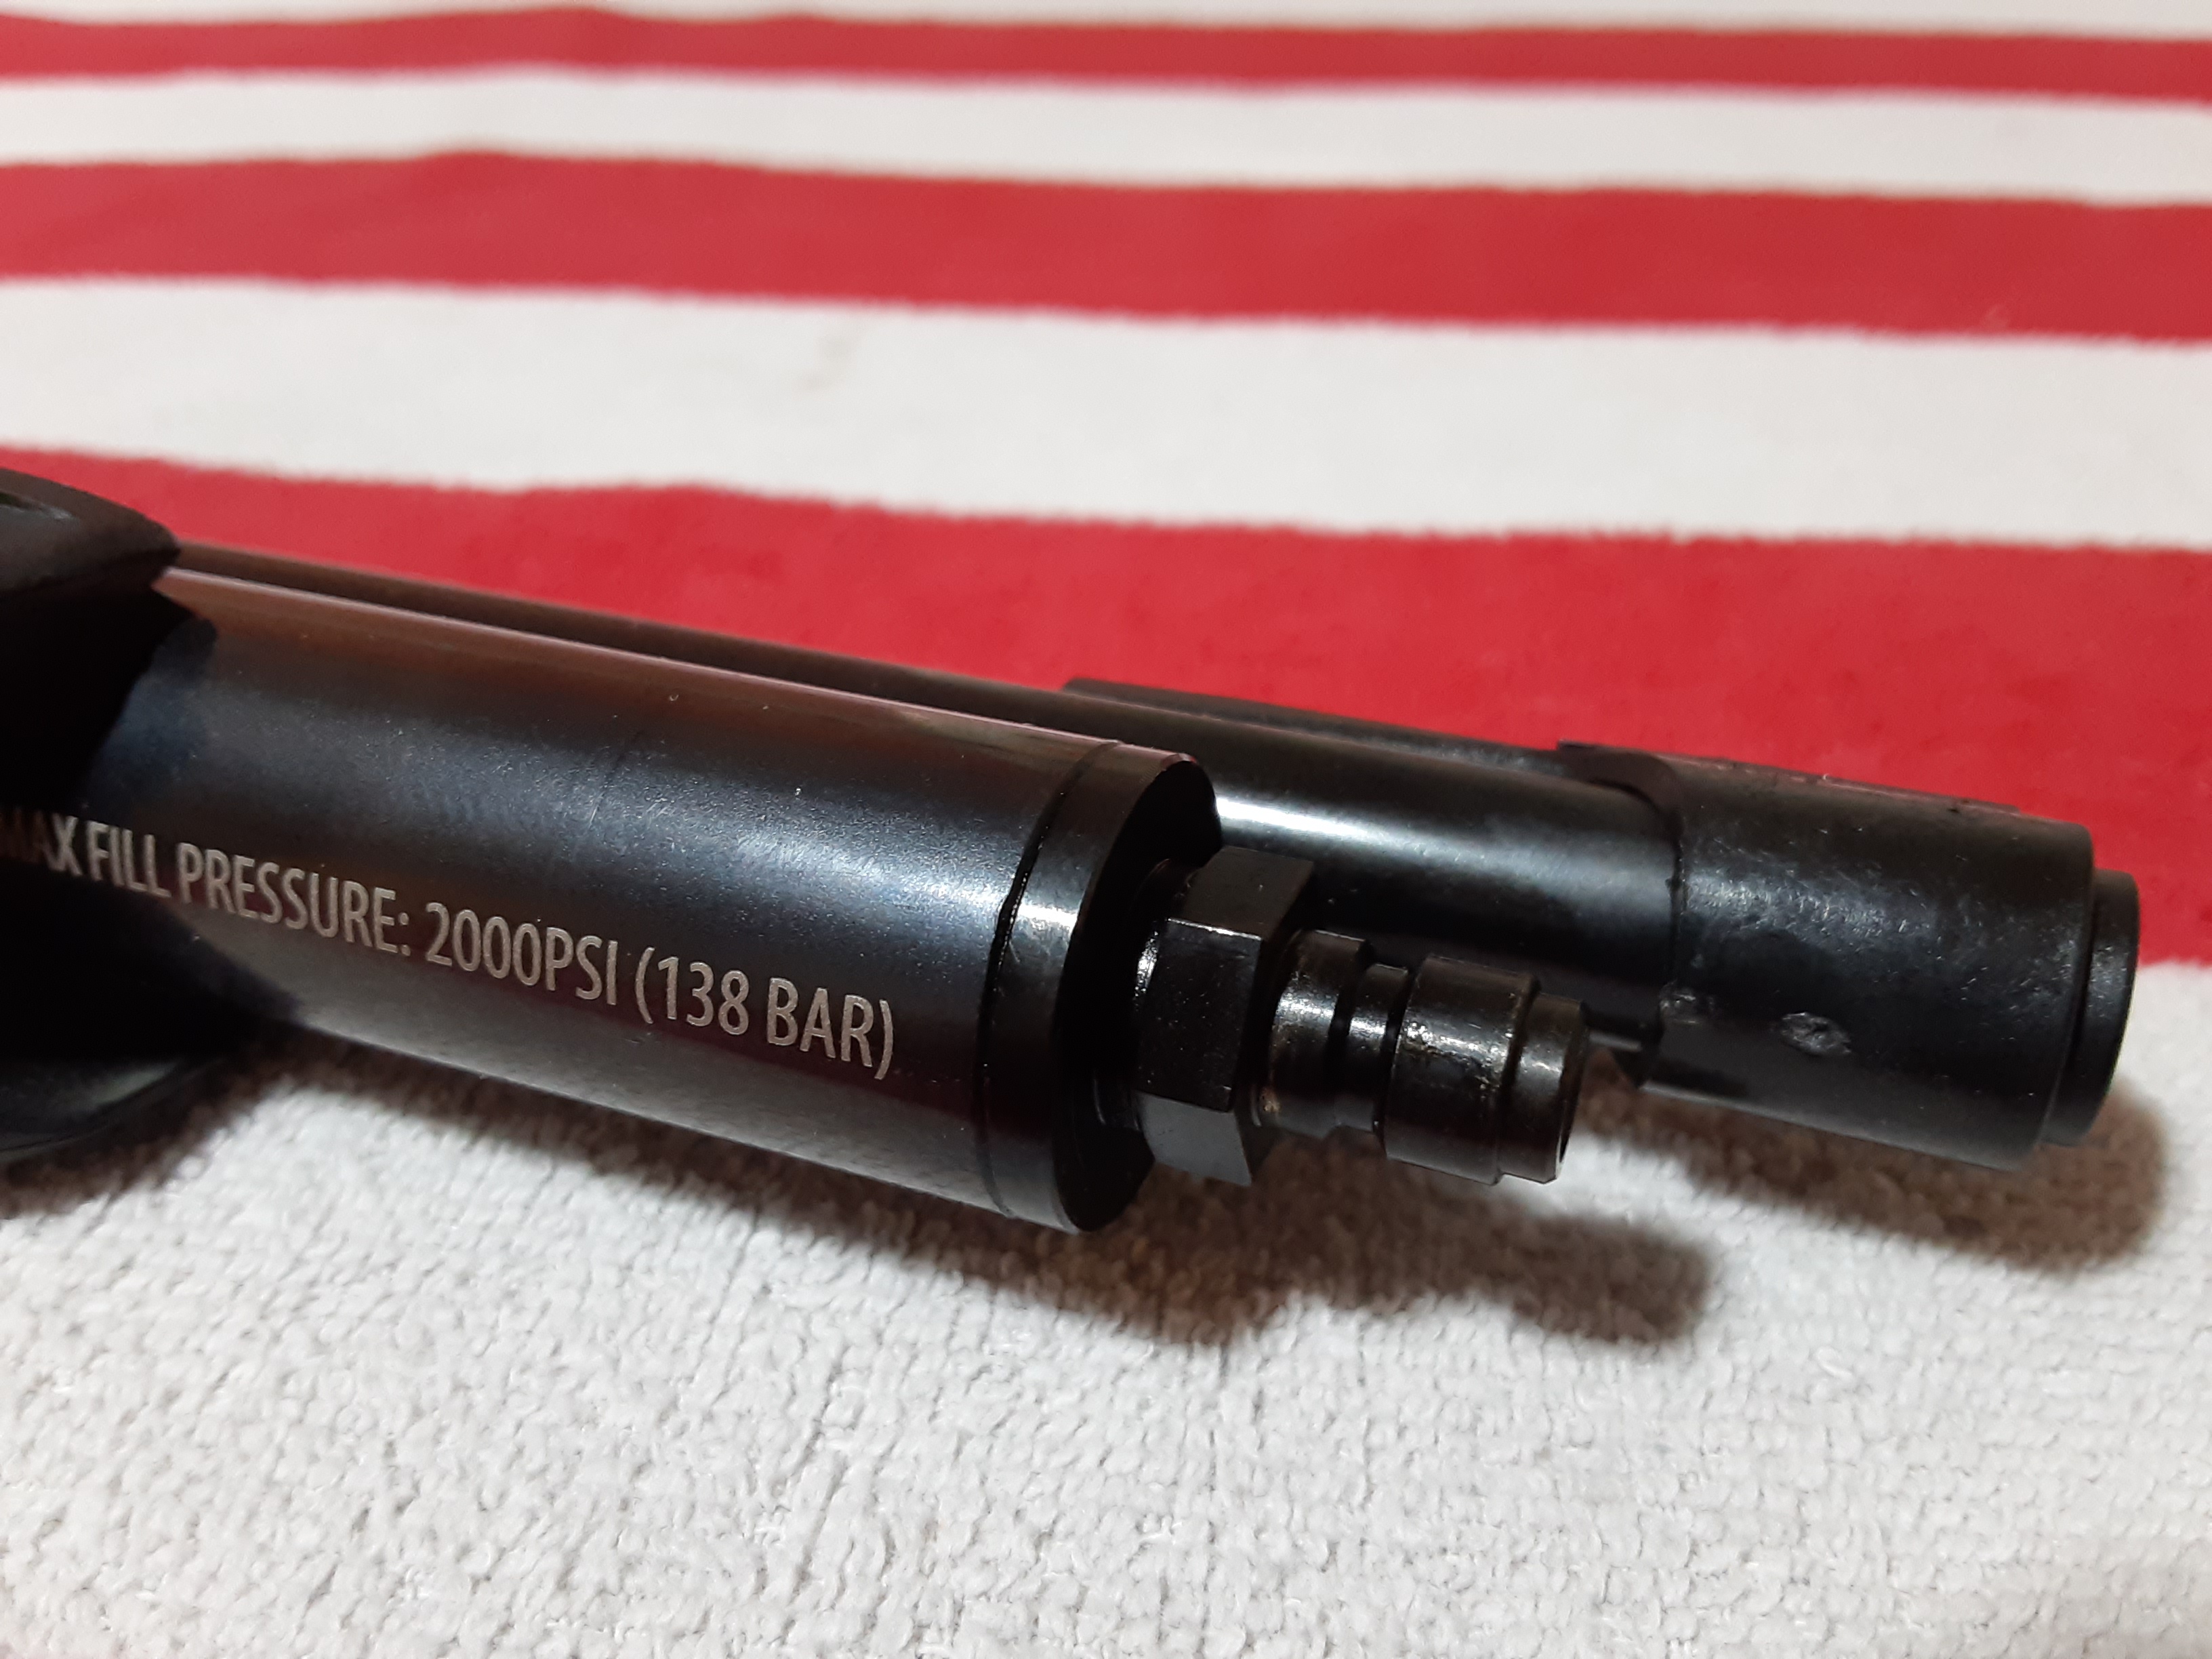 MAX FILL PRESSURE: 2000PSI (138 BAR)